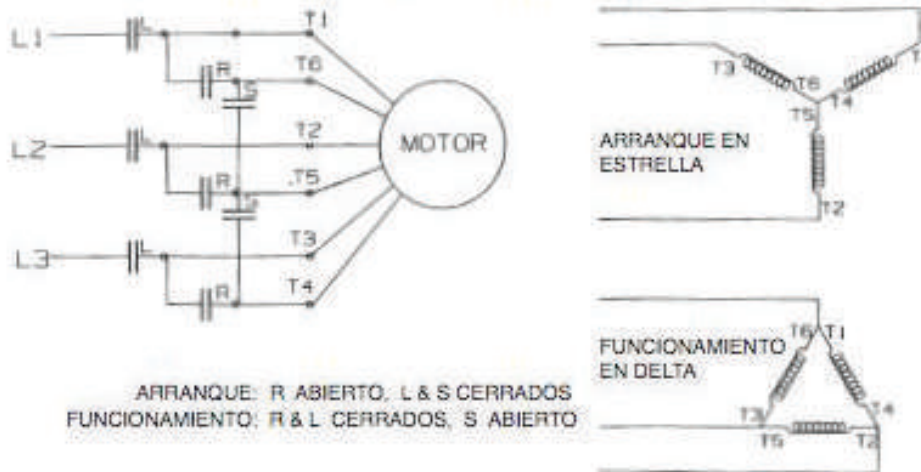 L1
L
T1
R
T6
S
L2
L
T2
R
.T5
S
L3
L
T3
R
T4
MOTOR
ARRANQUE: R ABIERTO, L & S CERRADOS
FUNCIONAMIENTO: R & L CERRADOS, S ABIERTO
T3
T6
T4
T5
T2
ARRANQUE EN
ESTRELLA
FUNCIONAMIENTO
EN DELTA
T6 T1
T3
T4
T5
T2